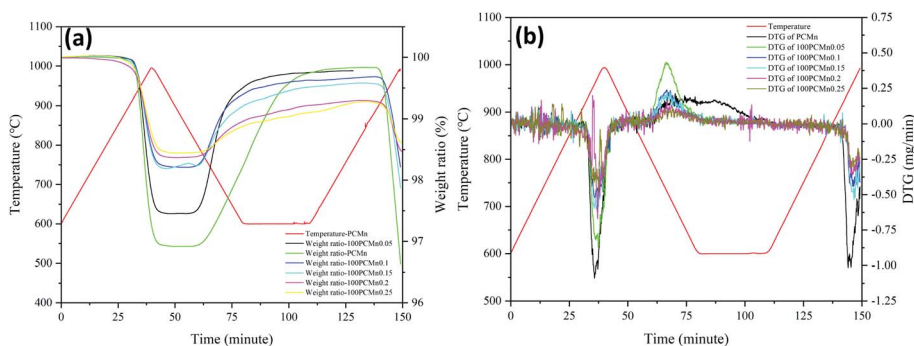 (a)
1100
1000
900
800
700
600
500
400
Temperature (°C)
100
99
98
97
96
Weight ratio (%)
Temperature-PCMn
Weight ratio-100PCMn0.05
Weight ratio-PCMn
Weight ratio-100PCMn0.1
Weight ratio-100PCMn0.15
Weight ratio-100PCMn0.2
Weight ratio-100PCMn0.25
0 25 50 75 100 125 150
Time (minute)
(b)
1100
1000
900
800
700
600
500
Temperature (°C)
0.75
0.50
0.25
0.00
-0.25
-0.50
-0.75
-1.00
-1.25
DTG (mg/min)
Temperature
DTG of PCMn
DTG of 100PCMn0.05
DTG of 100PCMn0.1
DTG of 100PCMn0.15
DTG of 100PCMn0.2
DTG of 100PCMn0.25
0 25 50 75 100 125 150
Time (minute)